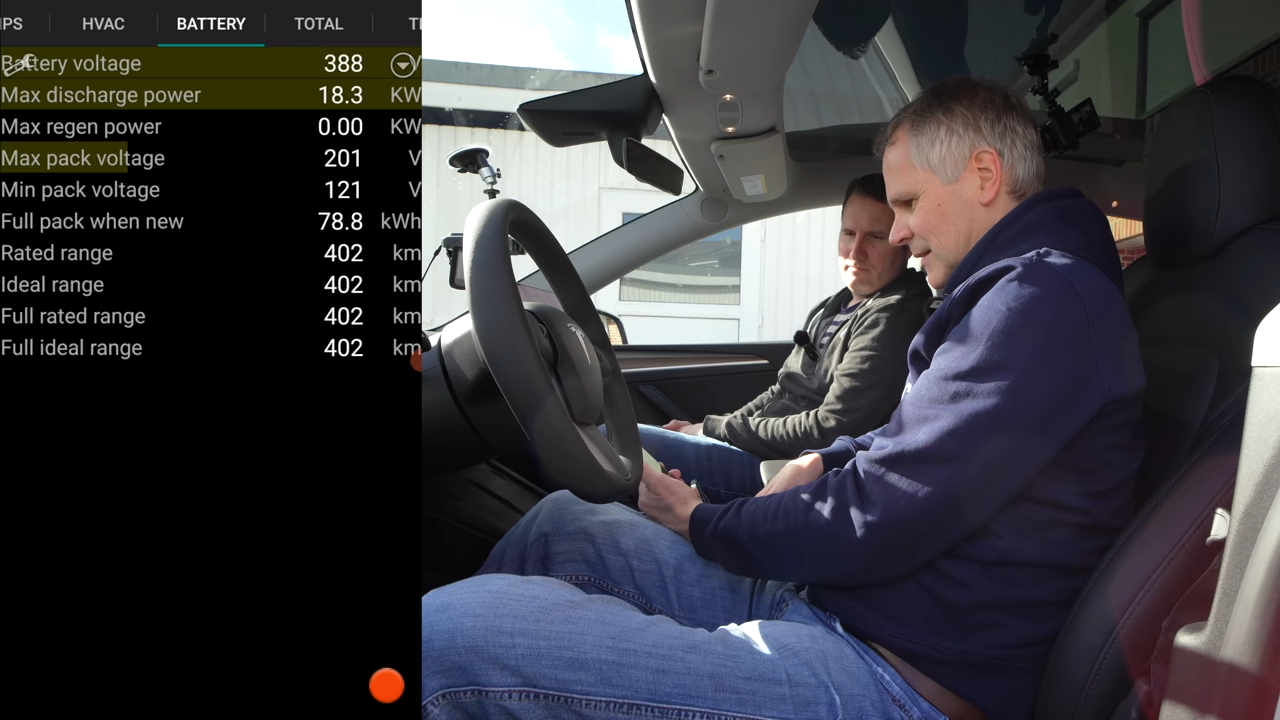 HVAC BATTERY TOTAL
Battery voltage 388 V
Max discharge power 18.3 KW
Max regen power 0.00 KW
Max pack voltage 201 V
Min pack voltage 121 V
Full pack when new 78.8 kWh
Rated range 402 km
Ideal range 402 km
Full rated range 402 km
Full ideal range 402 km